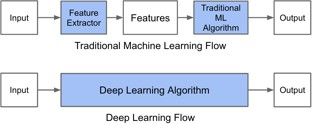 Input
Feature
Extractor
Features
Traditional
ML
Algorithm
Output
Traditional Machine Learning Flow
Input
Deep Learning Algorithm
Output
Deep Learning Flow